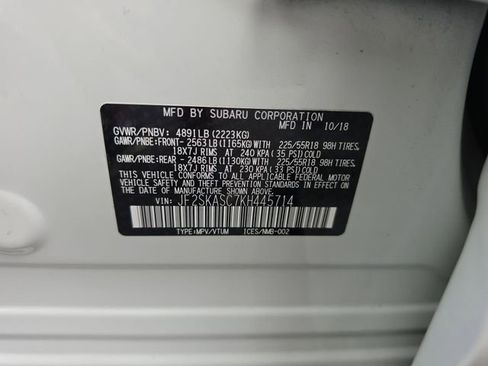 MFD. BY SUBARU CORPORATION 10/18
GVWR/PNBV: 4891LB(2223KG)
GAWR/PNBE:FRONT- 2563LB(1165KG)WITH 225/55R18 98H TIRES,
18X7J RIMS AT 240 KPA(35 PSI)COLD
GAWR/PNBE:REAR - 2486LB(1130KG)WITH 225/55R18 98H TIRES,
18X7J RIMS AT 230 KPA(33 PSI)COLD
THIS VEHICLE CONFORMS TO ALL APPLICABLE FEDERAL MOTOR
VEHICLE SAFETY AND THEFT PREVENTION STANDARDS IN EFFECT ON
THE DATE OF MANUFACTURE SHOWN ABOVE.
VIN: JF2SKASC7KH445714
TYPE:MPV/VTUM ICES/NMB-002